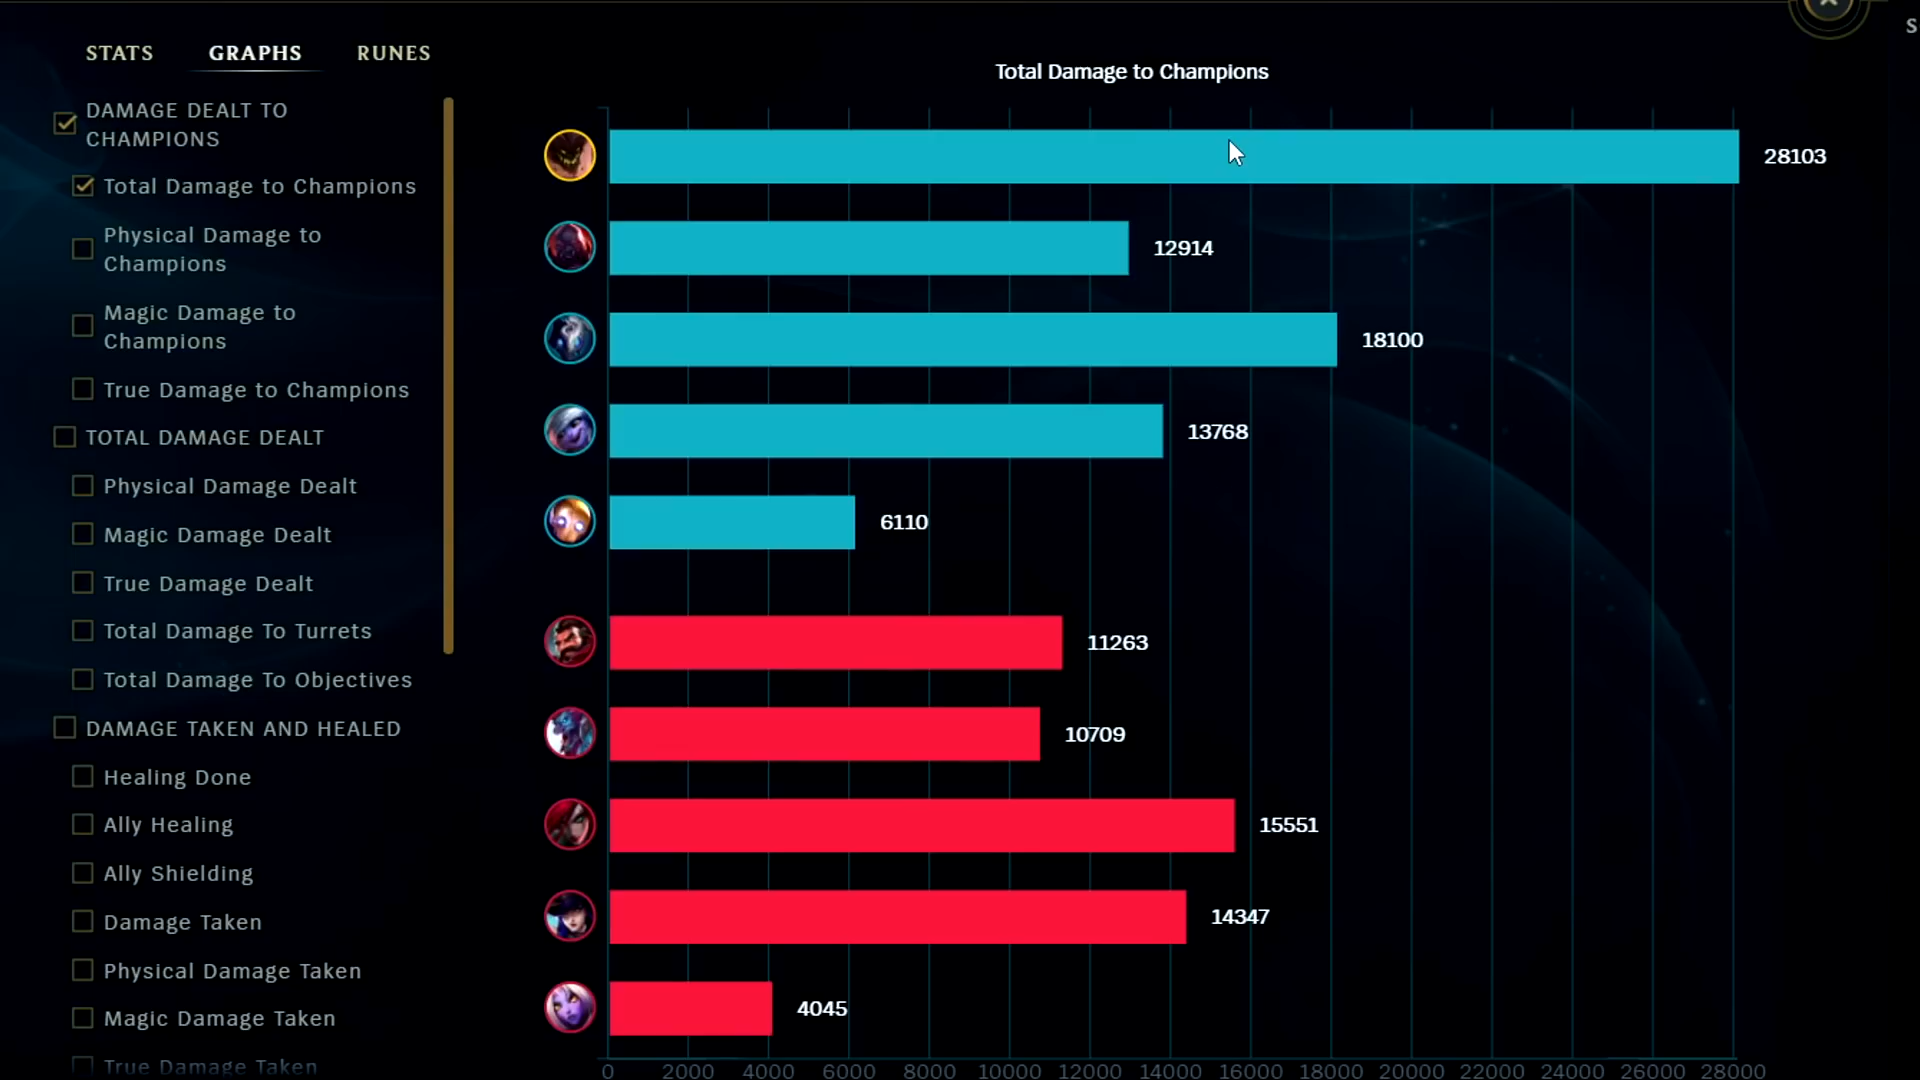 STATS GRAPHS RUNES
S
Total Damage to Champions
DAMAGE DEALT TO
CHAMPIONS
Total Damage to Champions
Physical Damage to
Champions
Magic Damage to
Champions
True Damage to Champions
TOTAL DAMAGE DEALT
Physical Damage Dealt
Magic Damage Dealt
True Damage Dealt
Total Damage To Turrets
Total Damage To Objectives
DAMAGE TAKEN AND HEALED
Healing Done
Ally Healing
Ally Shielding
Damage Taken
Physical Damage Taken
Magic Damage Taken
True Damage Taken
28103
12914
18100
13768
6110
11263
10709
15551
14347
4045
0 2000 4000 6000 8000 10000 12000 14000 16000 18000 20000 22000 24000 26000 28000